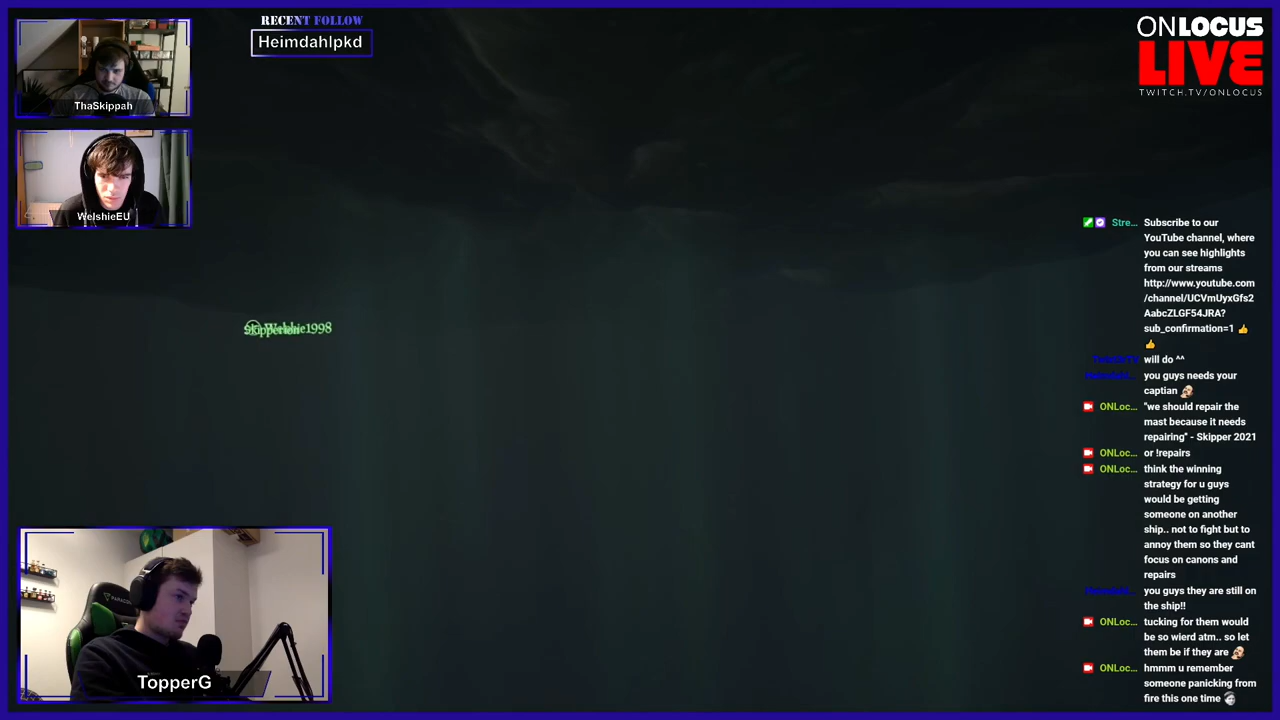 RECENT FOLLOW
Heimdahlpkd
ONLOCUS
LIVE
TWITCH.TV/ONLOCUS
ThaSkippah
WelshieEU
Welshie1998
TopperG
Stre... Subscribe to our
YouTube channel, where
you can see highlights
from our streams
http://www.youtube.com
/channel/UCVmUyxGfs2
AabcZLGF54JRA?
sub_confirmation=1 👍
👍
will do ^^
you guys needs your
captian
ONLoc... "we should repair the
mast because it needs
repairing" - Skipper 2021
ONLoc... or !repairs
ONLoc... think the winning
strategy for u guys
would be getting
someone on another
ship.. not to fight but to
annoy them so they cant
focus on canons and
repairs
you guys they are still on
the ship!!
ONLoc... tucking for them would
be so wierd atm.. so let
them be if they are
ONLoc... hmmm u remember
someone panicking from
fire this one time